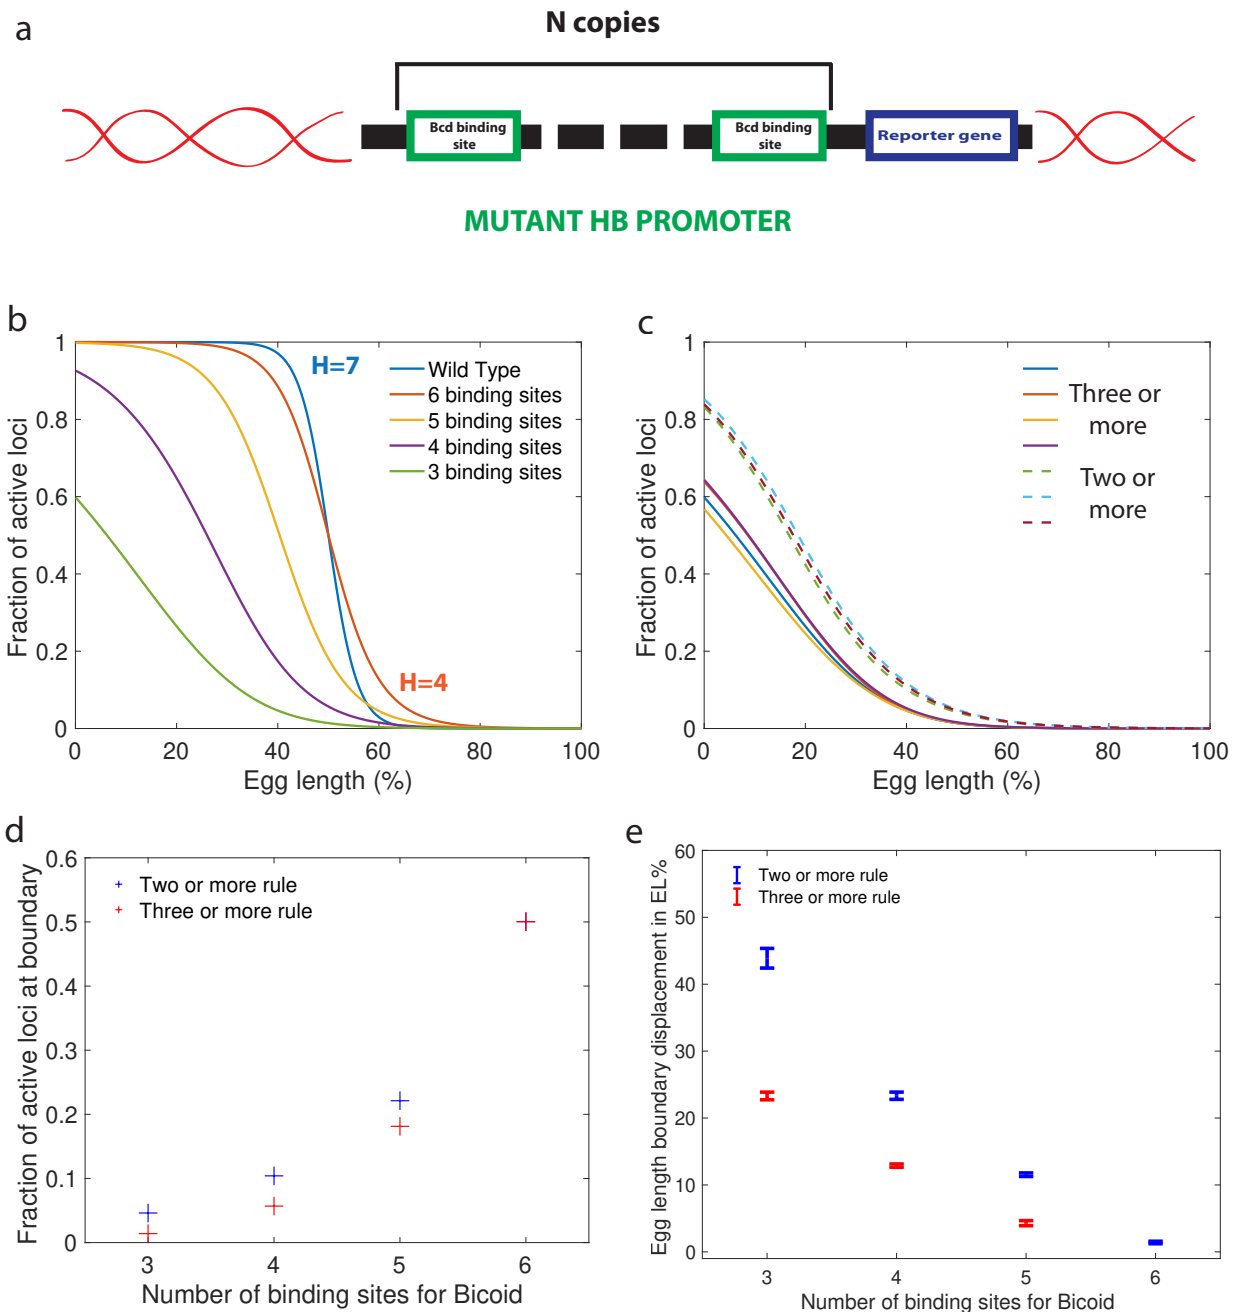 a
N copies
Bcd binding
site
Bcd binding
site
Reporter gene
MUTANT HB PROMOTER
b
Fraction of active loci
1
0.8
0.6
0.4
0.2
0
0
20
40
60
80
100
Egg length (%)
H=7
H=4
Wild Type
6 binding sites
5 binding sites
4 binding sites
3 binding sites
c
Fraction of active loci
1
0.8
0.6
0.4
0.2
0
0
20
40
60
80
100
Egg length (%)
Three or
more
Two or
more
d
Fraction of active loci at boundary
0.6
0.5
0.4
0.3
0.2
0.1
0
3
4
5
6
Number of binding sites for Bicoid
Two or more rule
Three or more rule
e
Egg length boundary displacement in EL%
60
50
40
30
20
10
0
3
4
5
6
Number of binding sites for Bicoid
Two or more rule
Three or more rule